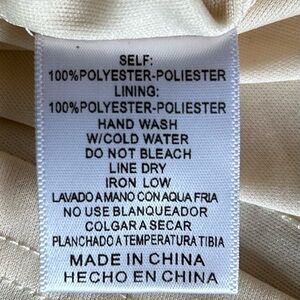 SELF:
100%POLYESTER-POLIESTER
LINING:
100%POLYESTER-POLIESTER
HAND WASH
W/COLD WATER
DO NOT BLEACH
LINE DRY
IRON LOW
LAVADO A MANO CON AQUA FRIA
NO USE BLANQUEADOR
COLGAR A SECAR
PLANCHADO A TEMPERATURA TIBIA
MADE IN CHINA
HECHO EN CHINA